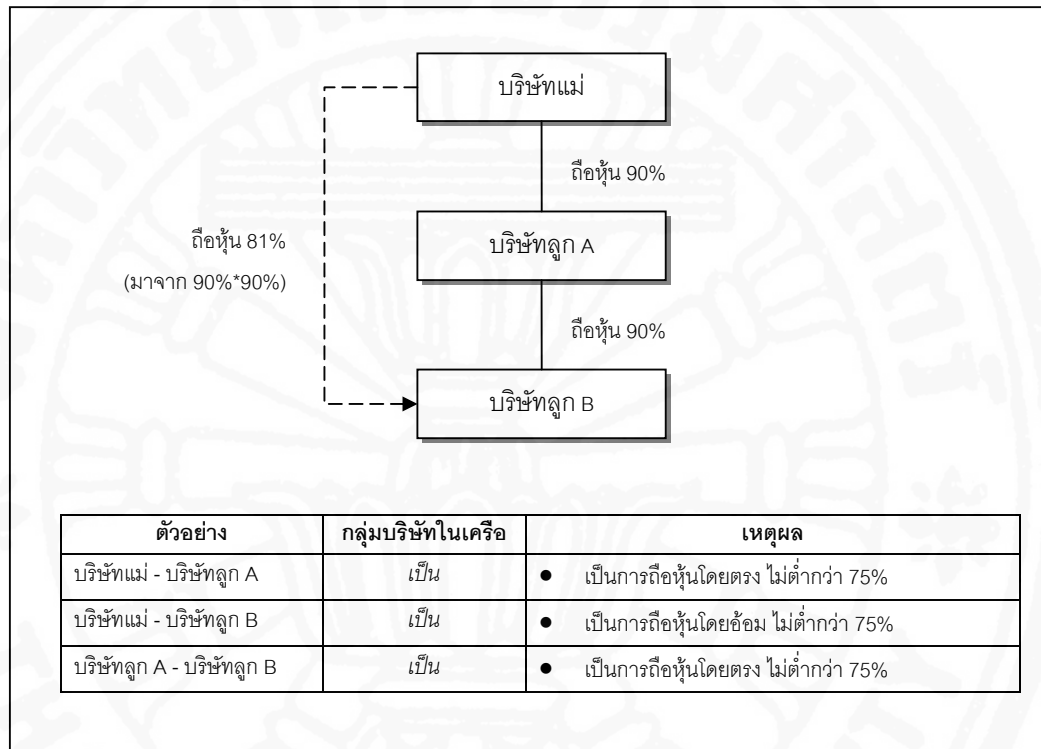 บริษัทแม่
ถือหุ้น 90%
บริษัทลูก A
ถือหุ้น 81%
(มาจาก 90%*90%)
ถือหุ้น 90%
บริษัทลูก B
ตัวอย่าง กลุ่มบริษัทในเครือ เหตุผล
บริษัทแม่ - บริษัทลูก A เป็น ● เป็นการถือหุ้นโดยตรง ไม่ต่ำกว่า 75%
บริษัทแม่ - บริษัทลูก B เป็น ● เป็นการถือหุ้นโดยอ้อม ไม่ต่ำกว่า 75%
บริษัทลูก A - บริษัทลูก B เป็น ● เป็นการถือหุ้นโดยตรง ไม่ต่ำกว่า 75%